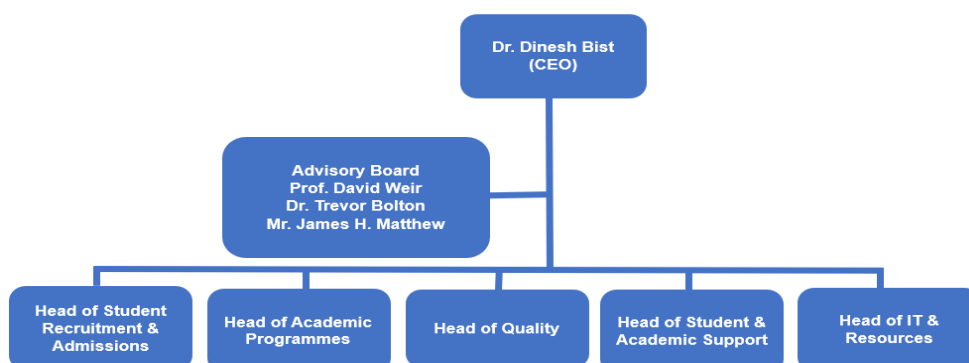 Dr. Dinesh Bist
(CEO)
Advisory Board
Prof. David Weir
Dr. Trevor Bolton
Mr. James H. Matthew
Head of Student
Recruitment &
Admissions
Head of Academic
Programmes
Head of Quality
Head of Student &
Academic Support
Head of IT &
Resources